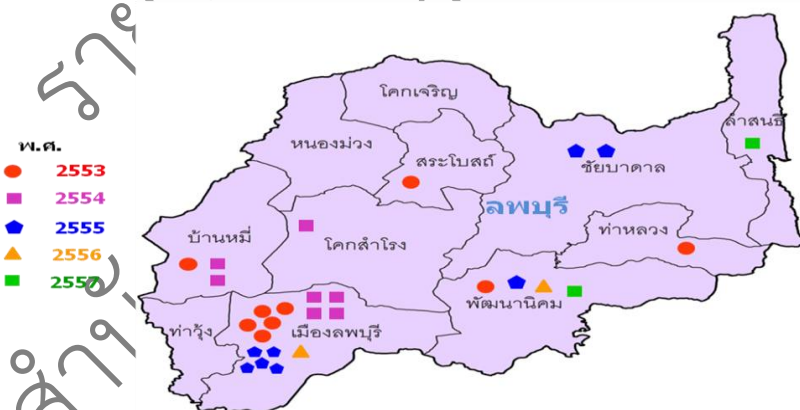 พ.ศ.
2553
2554
2555
2556
2557
โคกเจริญ
ลำสนธิ
หนองม่วง
สระโบสถ์
ชัยบาดาล
ลพบุรี
ท่าหลวง
บ้านหมี่
โคกสำโรง
พัฒนานิคม
ท่าวุ้ง
เมืองลพบุรี